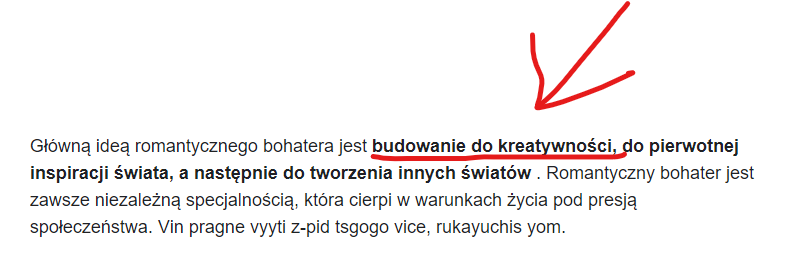 Główną ideą romantycznego bohatera jest budowanie do kreatywności, do pierwotnej
inspiracji świata, a następnie do tworzenia innych światów . Romantyczny bohater jest
zawsze niezależną specjalnością, która cierpi w warunkach życia pod presją
społeczeństwa. Vin pragne vyyti z-pid tsgogo vice, rukayuchis yom.